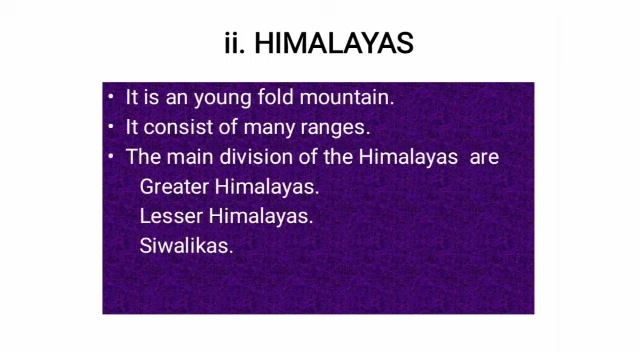 ii. HIMALAYAS
• It is an young fold mountain.
• It consist of many ranges.
• The main division of the Himalayas are
Greater Himalayas.
Lesser Himalayas.
Siwalikas.